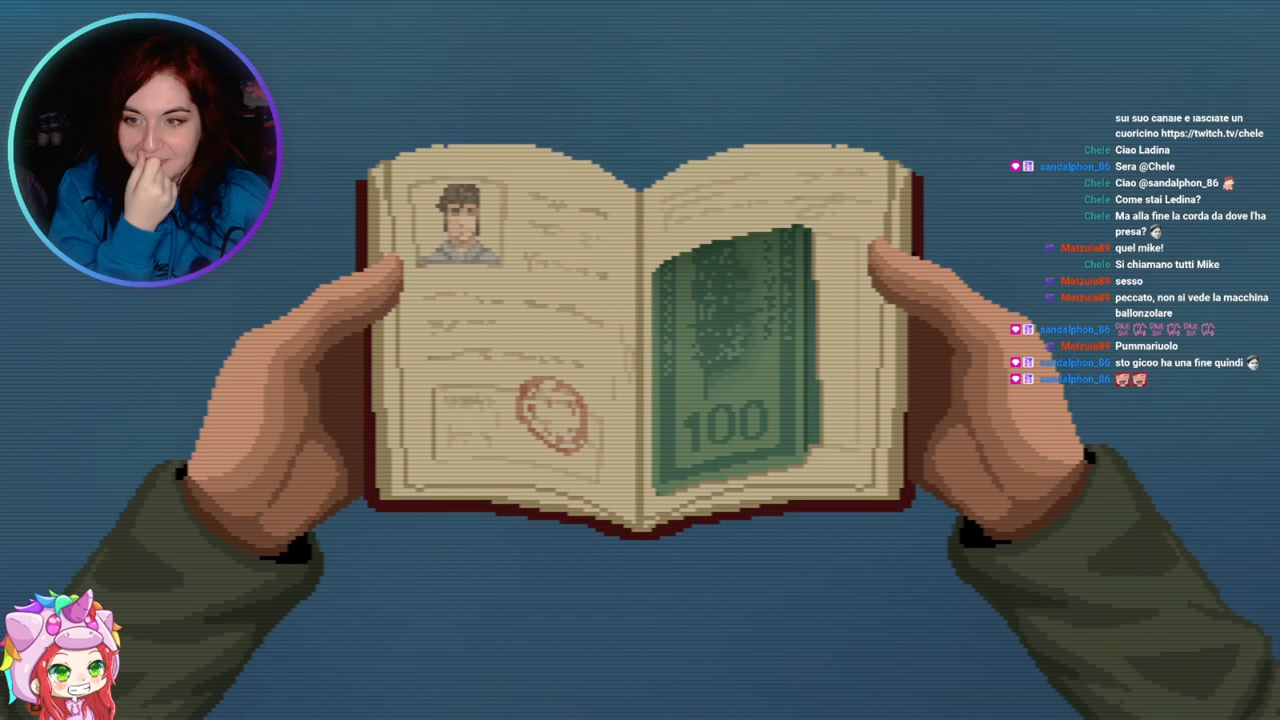 sul suo canale e lasciate un
cuoricino https://twitch.tv/chele
Chele Ciao Ladina
sandalphon_86 Sera @Chele
Chele Ciao @sandalphon_86
Chele Come stai Ledina?
Chele Ma alla fine la corda da dove l'ha
presa?
Matzuia89 quel mike!
Chele Si chiamano tutti Mike
Matzuia89 sesso
Matzuia89 peccato, non si vede la macchina
ballonzolare
sandalphon_86
Matzuia89 Pummariuolo
sandalphon_86 sto gicoo ha una fine quindi
sandalphon_86
100